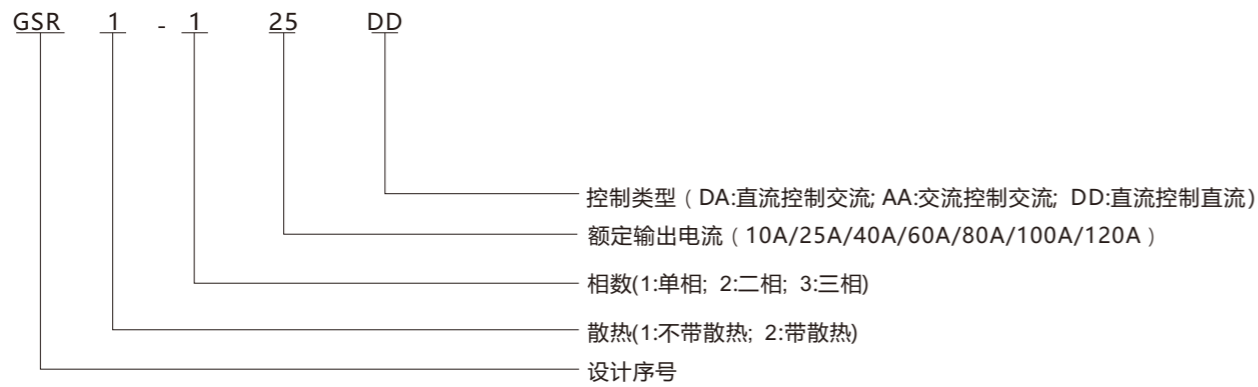 GSR 1 - 1 25 DD
控制类型（DA:直流控制交流; AA:交流控制交流; DD:直流控制直流)
额定输出电流（10A/25A/40A/60A/80A/100A/120A）
相数(1:单相; 2:二相; 3:三相)
散热(1:不带散热; 2:带散热)
设计序号